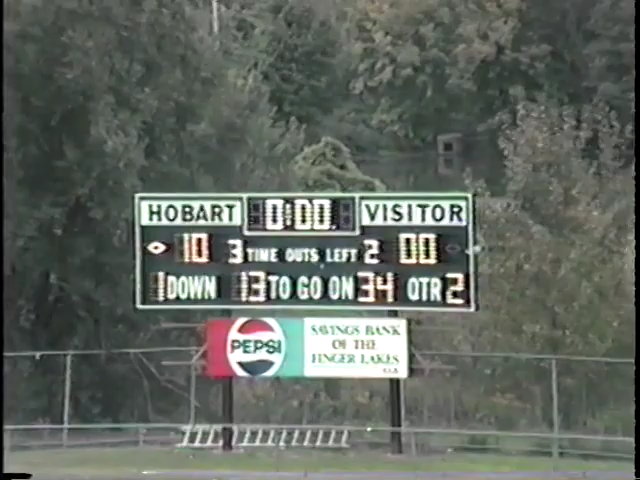 HOBART 0:00 VISITOR
10 3 TIME OUTS LEFT 2 00
1 DOWN 13 TO GO ON 34 QTR 2
PEPSI
SAVINGS BANK
OF THE
FINGER LAKES